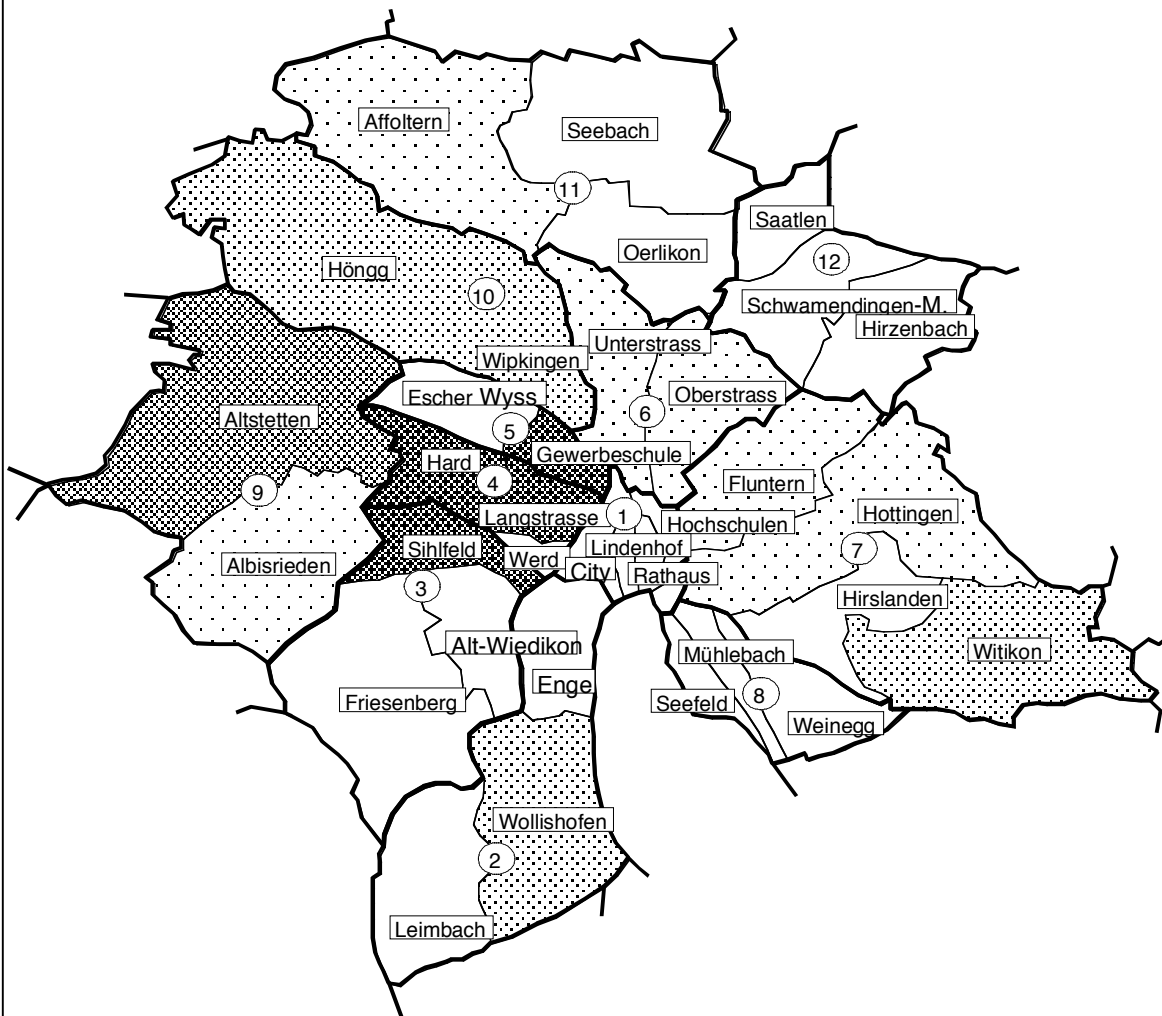 Affoltern
Seebach
11
Saatlen
Oerlikon
12
Höngg
10
Schwamendingen-M.
Hirzenbach
Unterstrass
Wipkingen
Escher Wyss
Oberstrass
6
Altstetten
5
Gewerbeschule
Hard
4
Fluntern
9
Langstrasse
1
Hochschulen
Hottingen
Sihlfeld
Werd
Lindenhof
7
City
Rathaus
Albisrieden
3
Hirslanden
Alt-Wiedikon
Mühlebach
Witikon
Enge
Friesenberg
Seefeld
8
Weinegg
Wollishofen
2
Leimbach